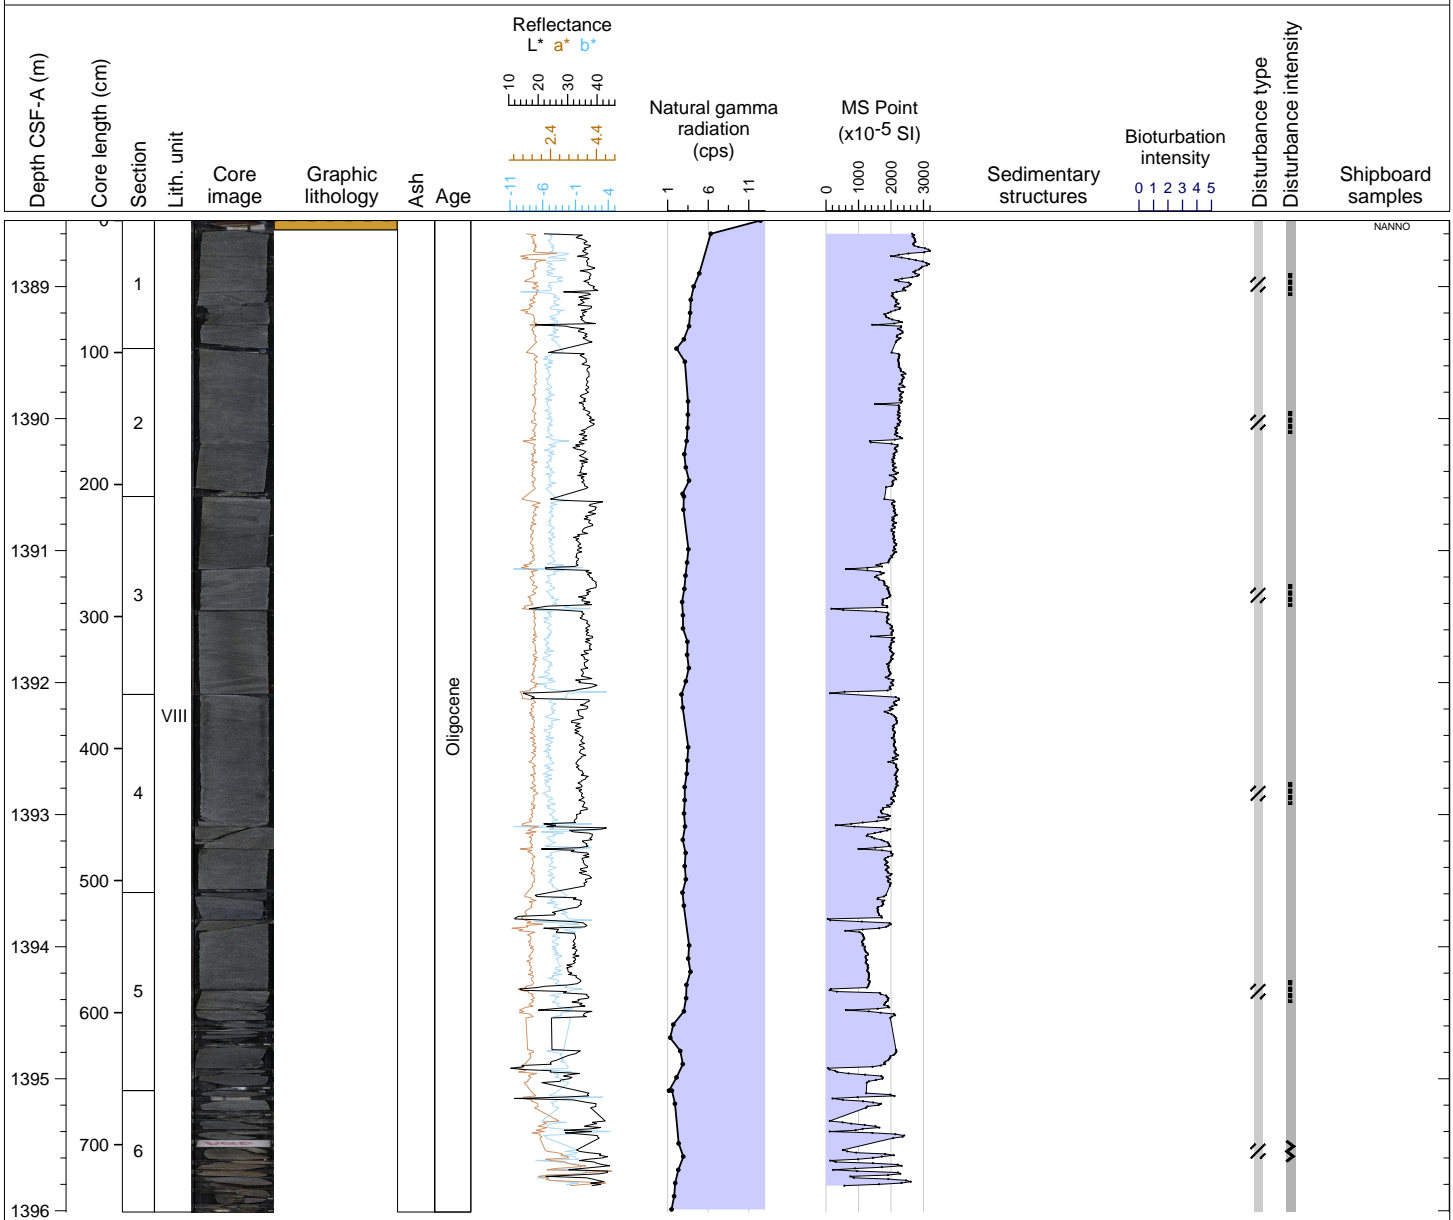 Reflectance
L* a* b*
10 20 30 40
2.4 4.4
-11 -6 -1 4
Depth CSF-A (m)
Core length (cm)
Section
Lith. unit
Core image
Graphic lithology
Ash
Age
Natural gamma radiation (cps)
1 6 11
MS Point (x10-5 SI)
0 1000 2000 3000
Sedimentary structures
Bioturbation intensity
0 1 2 3 4 5
Disturbance type
Disturbance intensity
Shipboard samples
0
NANNO
1389
1
100
1390
2
200
1391
3
300
1392
VIII
Oligocene
400
4
1393
500
1394
5
600
1395
700
6
1396